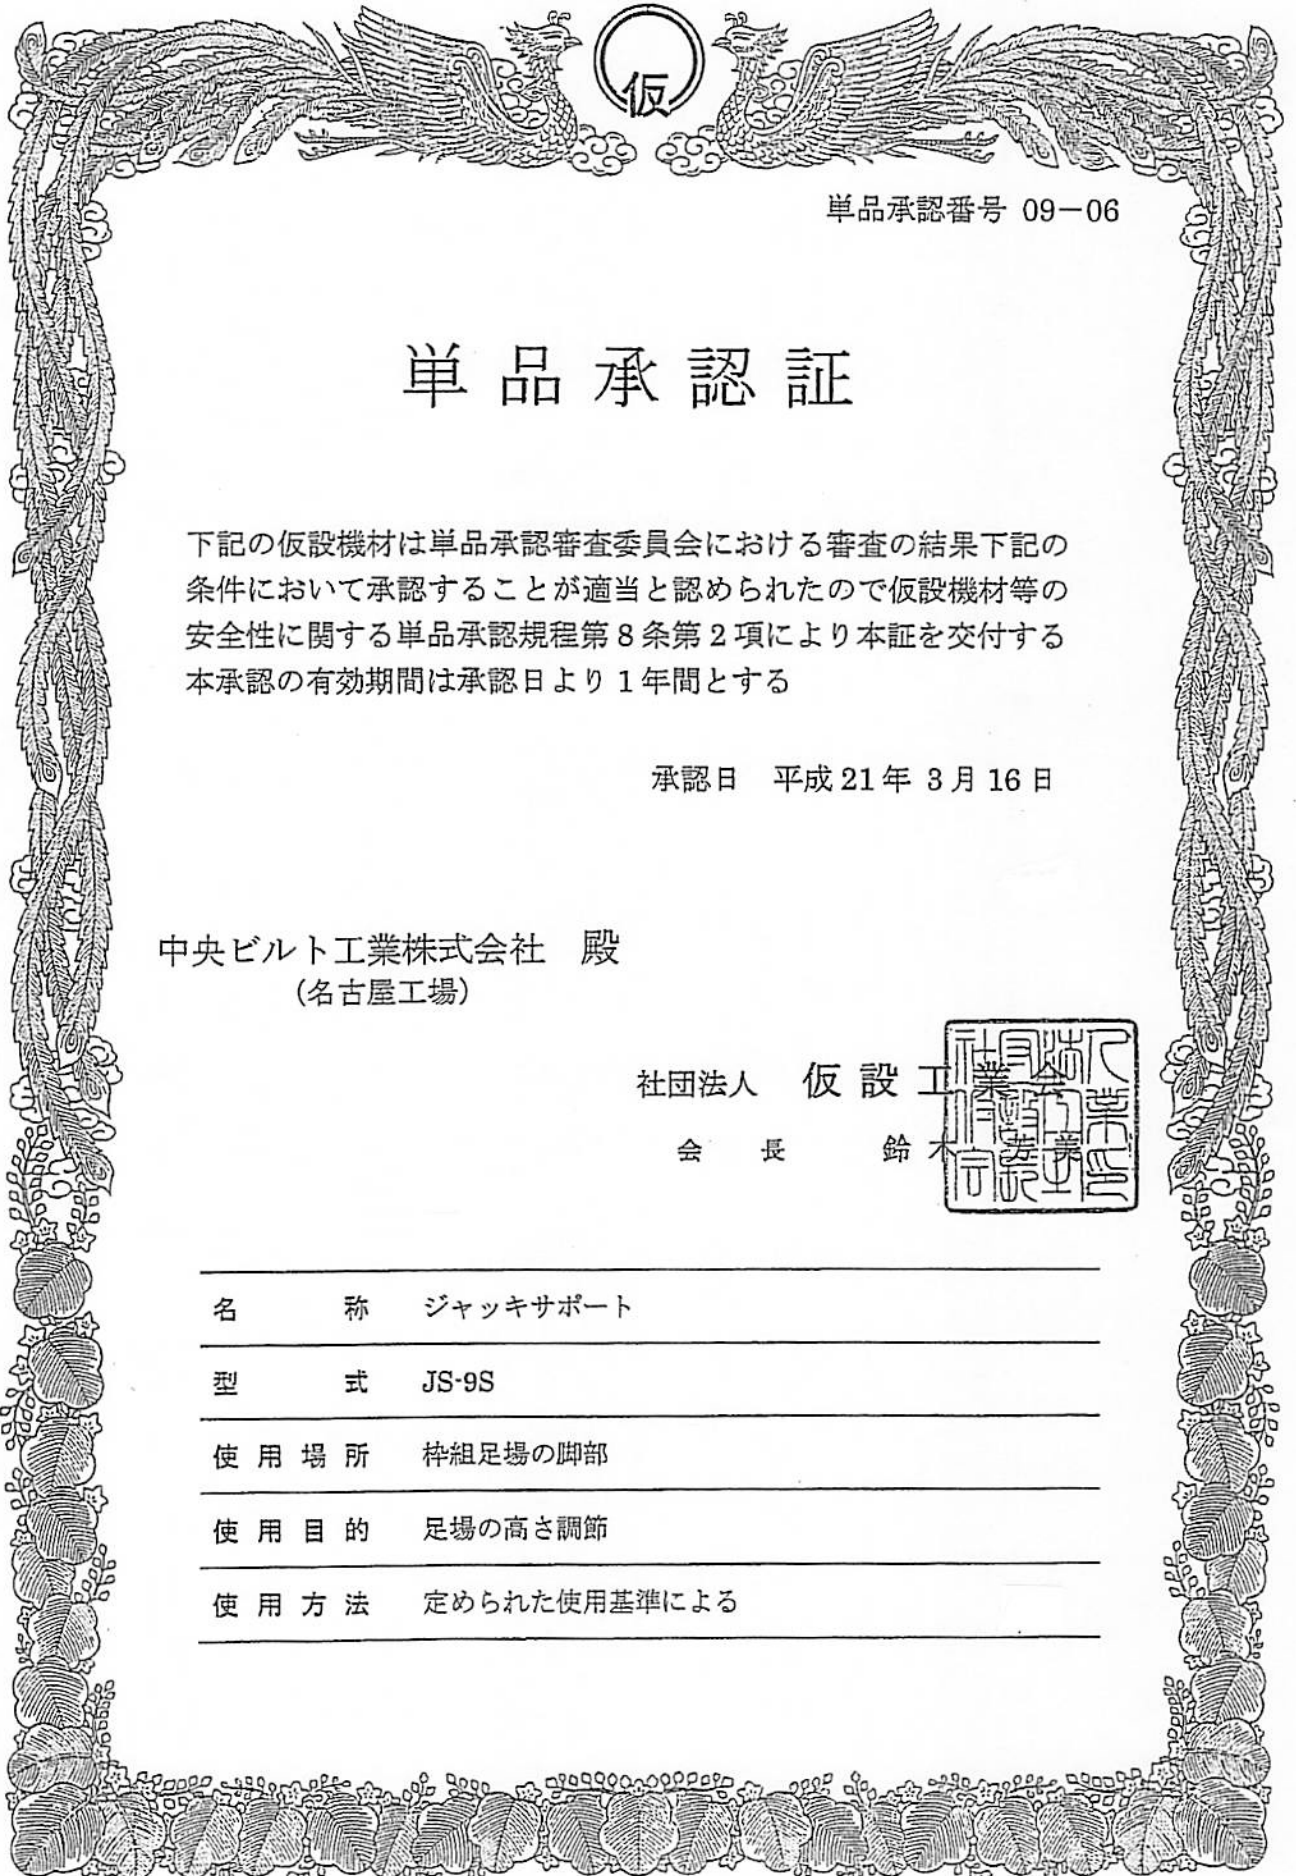 仮
単品承認番号 09-06
単品承認証
下記の仮設機材は単品承認審査委員会における審査の結果下記の
条件において承認することが適当と認められたので仮設機材等の
安全性に関する単品承認規程第8条第2項により本証を交付する
本承認の有効期間は承認日より1年間とする
承認日 平成21年 3月16日
中央ビルト工業株式会社 殿
(名古屋工場)
社団法人 仮設工業会
会長 鈴木芳美
名称 ジャッキサポート
型式 JS-9S
使用場所 枠組足場の脚部
使用目的 足場の高さ調節
使用方法 定められた使用基準による